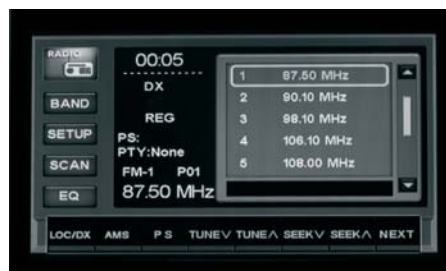 RADIO
BAND
SETUP
SCAN
EQ
00:05
DX
REG
PS:
PTY:None
FM-1 P01
87.50 MHz
1 87.50 MHz
2 90.10 MHz
3 98.10 MHz
4 106.10 MHz
5 108.00 MHz
LOC/DX AMS PS TUNE∨ TUNE∧ SEEK∨ SEEK∧ NEXT